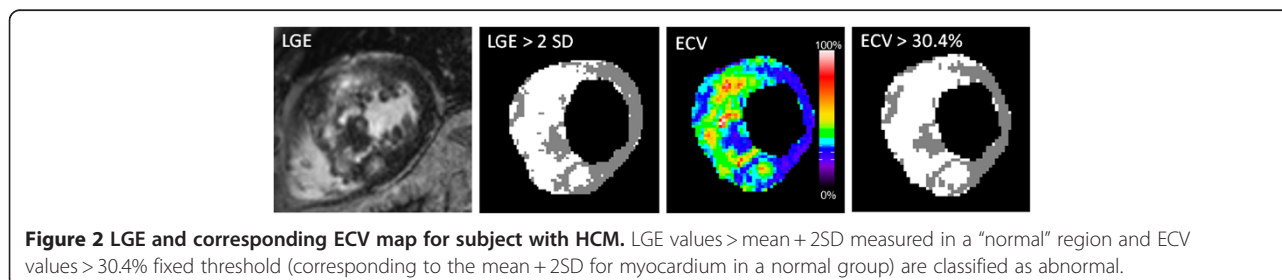 LGE
LGE > 2 SD
ECV
100%
0%
ECV > 30.4%
Figure 2 LGE and corresponding ECV map for subject with HCM. LGE values > mean + 2SD measured in a “normal” region and ECV
values > 30.4% fixed threshold (corresponding to the mean + 2SD for myocardium in a normal group) are classified as abnormal.